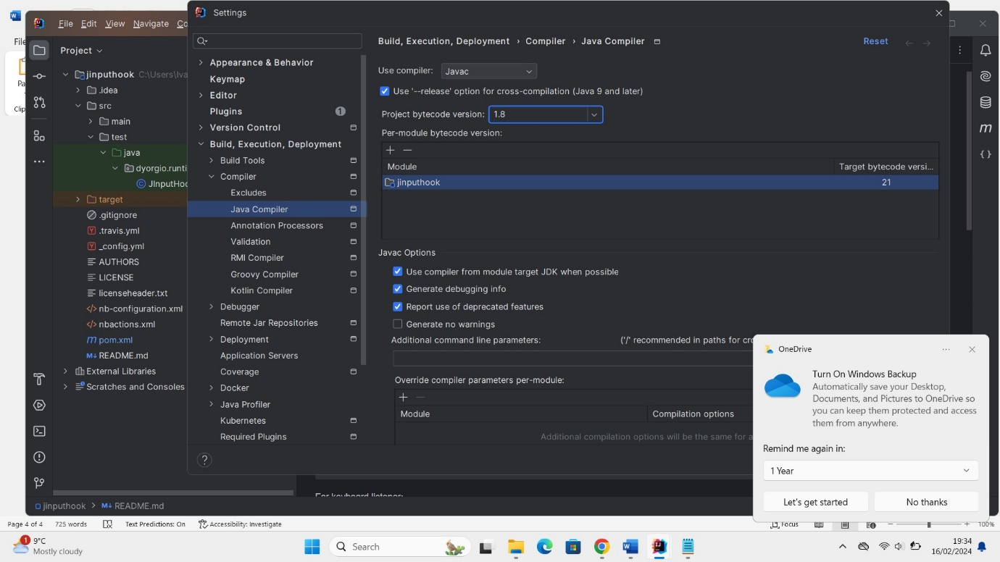 Settings
File Edit View Navigate Co
File
Pa
Clip
Project
jinputhook C:\Users\Iva
.idea
src
main
test
java
dyorgio.runti
JInputHoo
target
.gitignore
.travis.yml
_config.yml
AUTHORS
LICENSE
licenseheader.txt
nb-configuration.xml
nbactions.xml
pom.xml
README.md
External Libraries
Scratches and Consoles
Appearance & Behavior
Keymap
Editor
Plugins 1
Version Control
Build, Execution, Deployment
Build Tools
Compiler
Excludes
Java Compiler
Annotation Processors
Validation
RMI Compiler
Groovy Compiler
Kotlin Compiler
Debugger
Remote Jar Repositories
Deployment
Application Servers
Coverage
Docker
Java Profiler
Kubernetes
Required Plugins
?
Build, Execution, Deployment › Compiler › Java Compiler Reset
Use compiler: Javac
Use '--release' option for cross-compilation (Java 9 and later)
Project bytecode version: 1.8
Per-module bytecode version:
Module Target bytecode versi...
jinputhook 21
Javac Options
Use compiler from module target JDK when possible
Generate debugging info
Report use of deprecated features
Generate no warnings
Additional command line parameters: ('/' recommended in paths for cro
Override compiler parameters per-module:
Module Compilation options
Additional compilation options will be the same for a
m
OneDrive
Turn On Windows Backup
Automatically save your Desktop,
Documents, and Pictures to OneDrive so
you can keep them protected and access
them from anywhere.
Remind me again in:
1 Year
Let's get started No thanks
For keyboard listener:
jinputhook › README.md
Page 4 of 4 725 words Text Predictions: On Accessibility: Investigate Focus 100%
1 9°C
Mostly cloudy
Search
19:34
16/02/2024